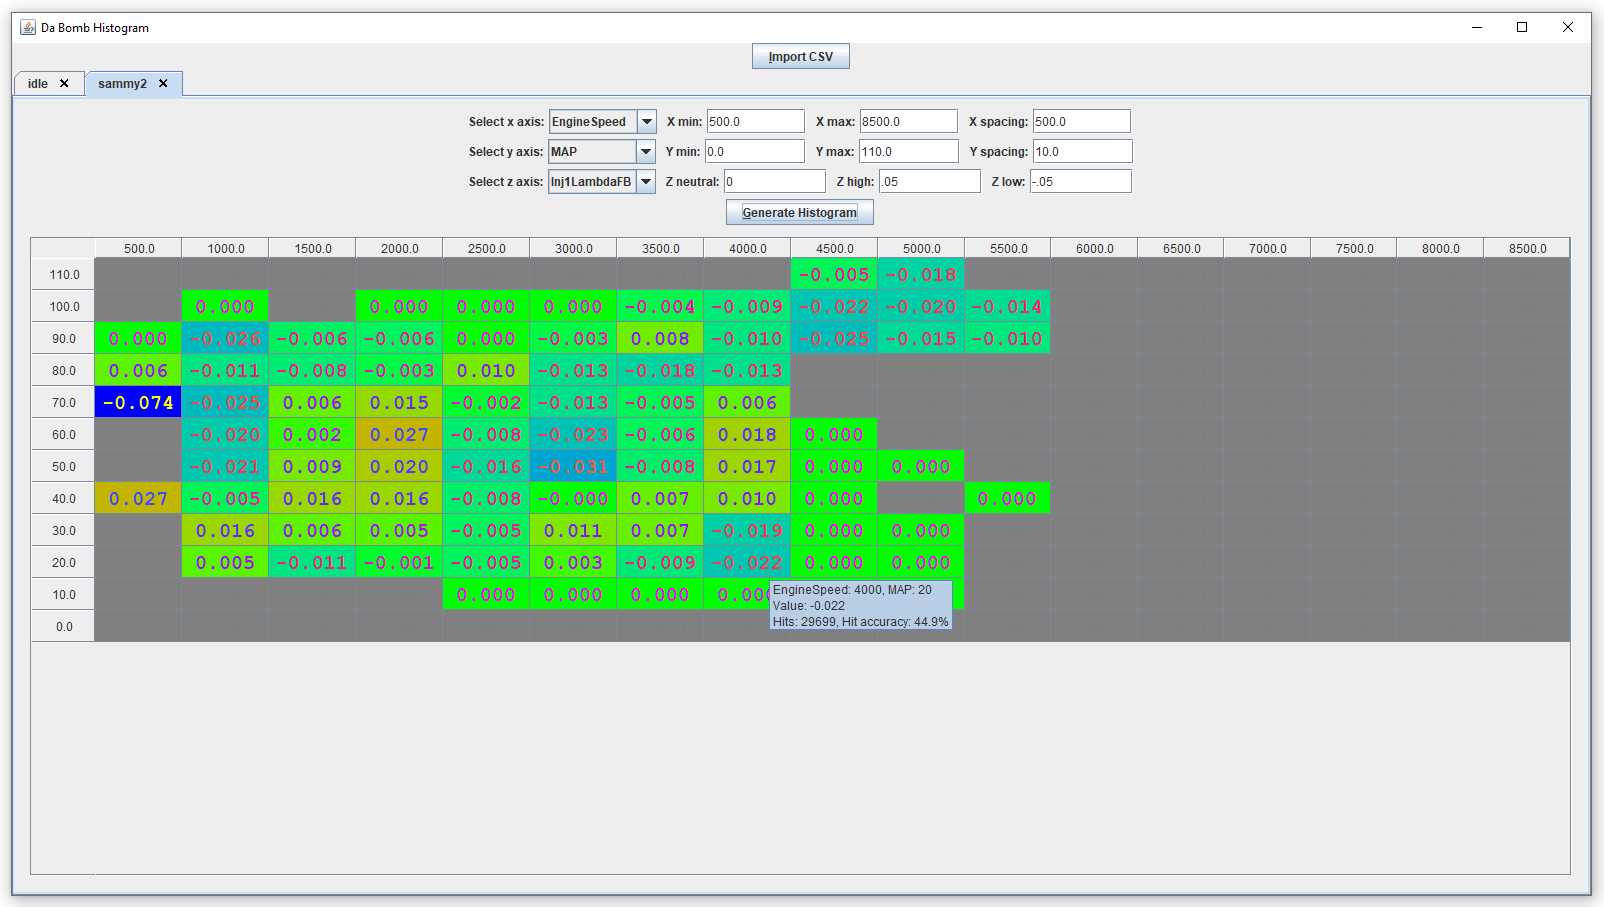 Da Bomb Histogram
Import CSV
idle
sammy2
Select x axis: EngineSpeed X min: 500.0 X max: 8500.0 X spacing: 500.0
Select y axis: MAP Y min: 0.0 Y max: 110.0 Y spacing: 10.0
Select z axis: Inj1LambdaFB Z neutral: 0 Z high: .05 Z low: -.05
Generate Histogram
500.0 1000.0 1500.0 2000.0 2500.0 3000.0 3500.0 4000.0 4500.0 5000.0 5500.0 6000.0 6500.0 7000.0 7500.0 8000.0 8500.0
110.0 -0.005 -0.018
100.0 0.000 0.000 0.000 0.000 -0.004 -0.009 -0.022 -0.020 -0.014
90.0 0.000 -0.026 -0.006 -0.006 0.000 -0.003 0.008 -0.010 -0.025 -0.015 -0.010
80.0 0.006 -0.011 -0.008 -0.003 0.010 -0.013 -0.018 -0.013
70.0 -0.074 -0.025 0.006 0.015 -0.002 -0.013 -0.005 0.006
60.0 -0.020 0.002 0.027 -0.008 -0.023 -0.006 0.018 0.000
50.0 -0.021 0.009 0.020 -0.016 -0.031 -0.008 0.017 0.000 0.000
40.0 0.027 -0.005 0.016 0.016 -0.008 -0.000 0.007 0.010 0.000 0.000
30.0 0.016 0.006 0.005 -0.005 0.011 0.007 -0.019 0.000 0.000
20.0 0.005 -0.011 -0.001 -0.005 0.003 -0.009 -0.022 0.000 0.000
10.0 0.000 0.000 0.000 0.00
EngineSpeed: 4000, MAP: 20
Value: -0.022
Hits: 29699, Hit accuracy: 44.9%
0.0